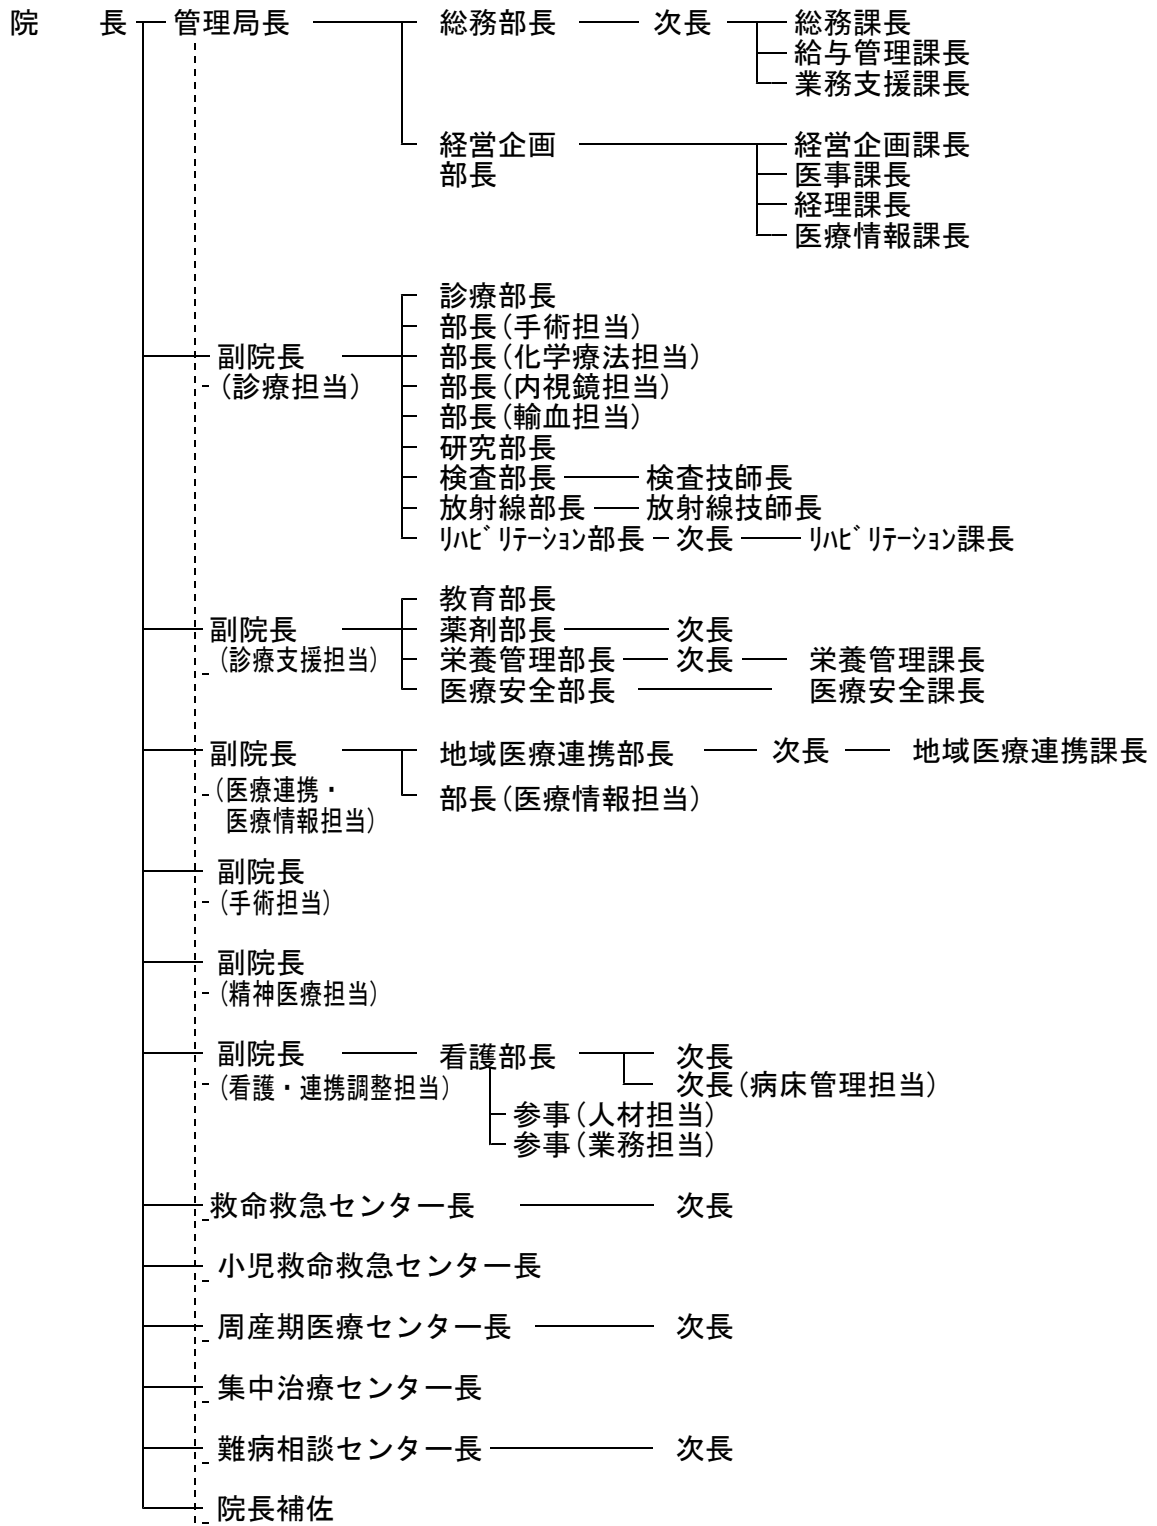 院　　長 管理局長 総務部長 次長 総務課長
給与管理課長
業務支援課長
経営企画 経営企画課長
部長 医事課長
経理課長
医療情報課長
診療部長
部長(手術担当)
副院長 部長(化学療法担当)
(診療担当) 部長(内視鏡担当)
部長(輸血担当)
研究部長
検査部長 検査技師長
放射線部長 放射線技師長
ﾘﾊﾋﾞﾘﾃｰｼｮﾝ部長 次長 ﾘﾊﾋﾞﾘﾃｰｼｮﾝ課長
教育部長
副院長 薬剤部長 次長
(診療支援担当) 栄養管理部長 次長 栄養管理課長
医療安全部長 医療安全課長
副院長 地域医療連携部長 次長 地域医療連携課長
(医療連携・
医療情報担当) 部長(医療情報担当)
副院長
(手術担当)
副院長
(精神医療担当)
副院長 看護部長 次長
(看護・連携調整担当) 次長(病床管理担当)
参事(人材担当)
参事(業務担当)
救命救急センター長 次長
小児救命救急センター長
周産期医療センター長 次長
集中治療センター長
難病相談センター長 次長
院長補佐